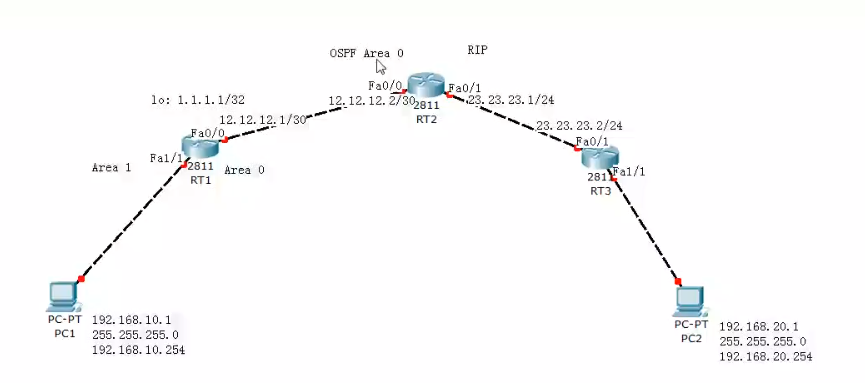 OSPF Area 0
RIP
Fa0/0
Fa0/1
lo: 1.1.1.1/32
12.12.12.2/30
2811
RT2
23.23.23.1/24
12.12.12.1/30
Fa0/0
23.23.23.2/24
Fa0/1
Area 1
Fa1/1
2811
RT1
Area 0
2811
RT3
Fa1/1
PC-PT
PC1
192.168.10.1
255.255.255.0
192.168.10.254
PC-PT
PC2
192.168.20.1
255.255.255.0
192.168.20.254